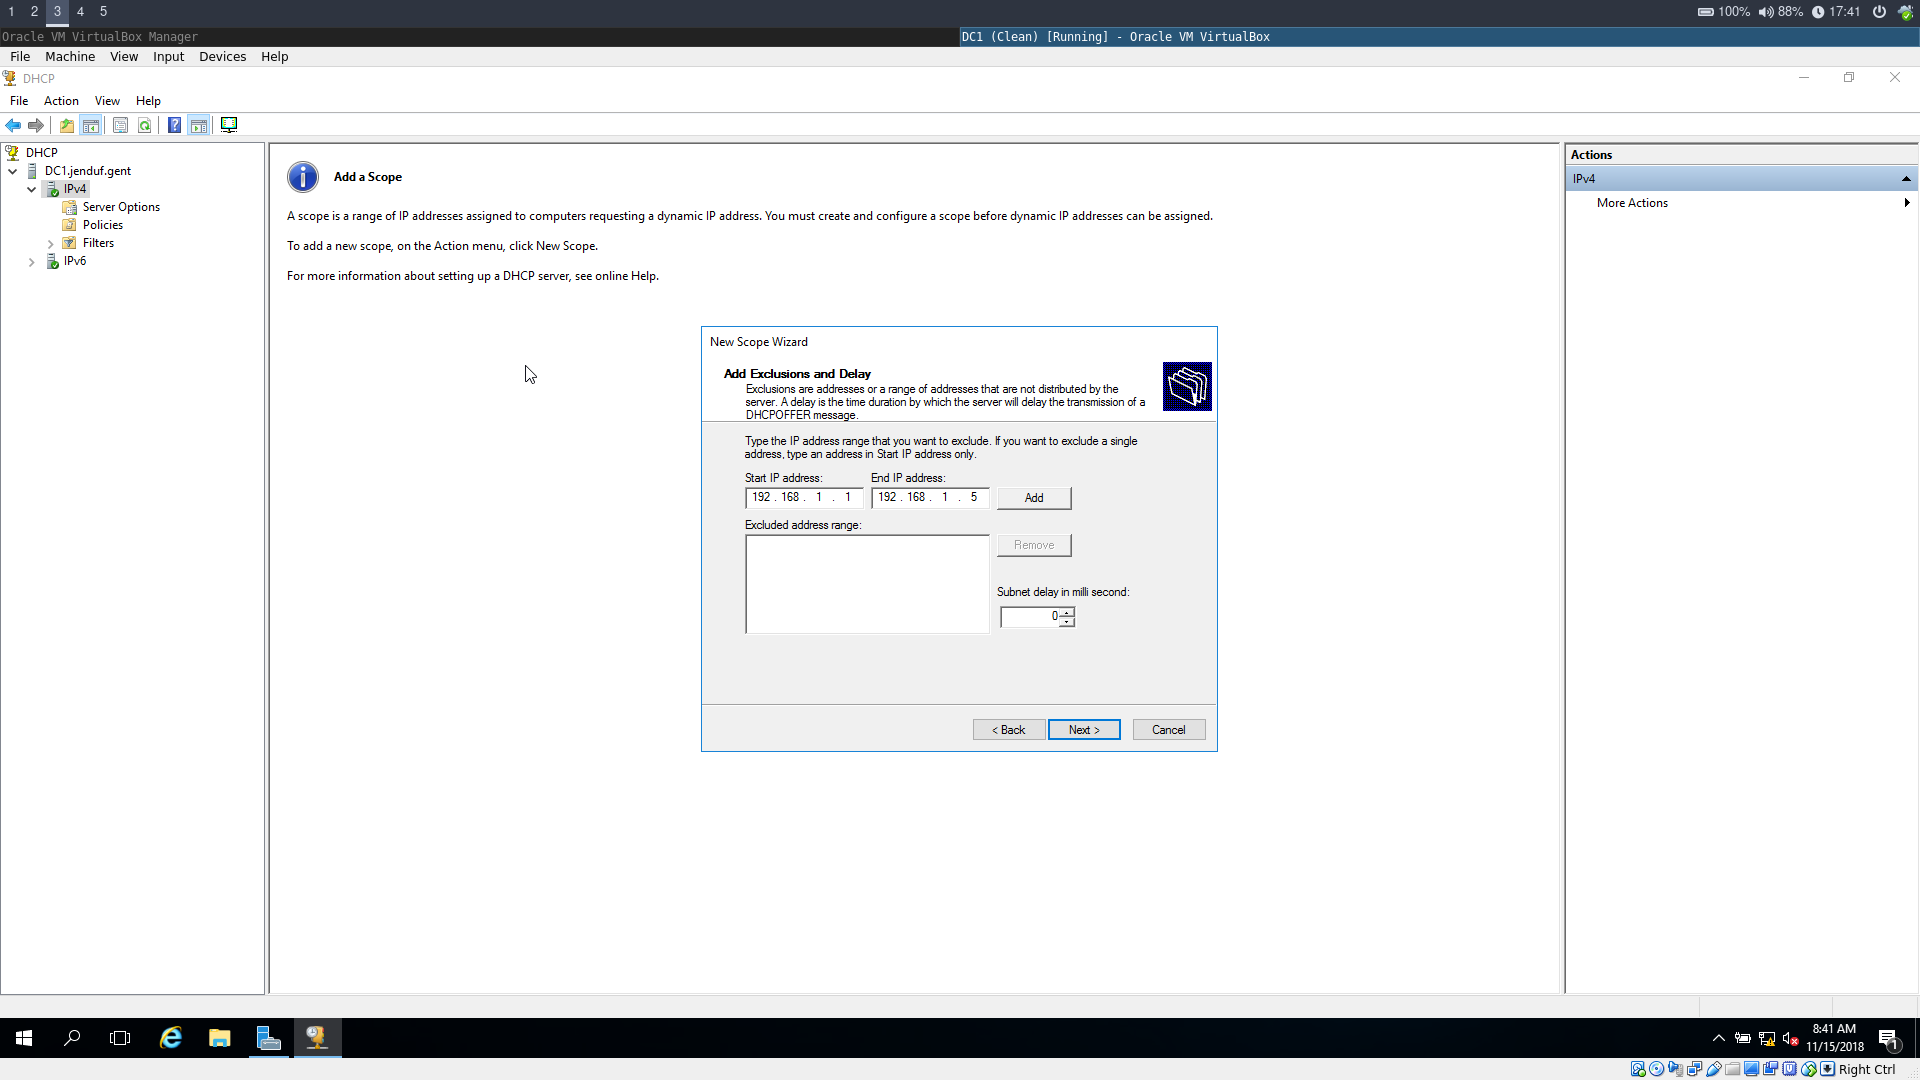 1 2 3 4 5
100% 88% 17:41
Oracle VM VirtualBox Manager
DC1 (Clean) [Running] - Oracle VM VirtualBox
File Machine View Input Devices Help
DHCP
File Action View Help
DHCP
DC1.jenduf.gent
IPv4
Server Options
Policies
Filters
IPv6
Add a Scope
A scope is a range of IP addresses assigned to computers requesting a dynamic IP address. You must create and configure a scope before dynamic IP addresses can be assigned.
To add a new scope, on the Action menu, click New Scope.
For more information about setting up a DHCP server, see online Help.
Actions
IPv4
More Actions
New Scope Wizard
Add Exclusions and Delay
Exclusions are addresses or a range of addresses that are not distributed by the
server. A delay is the time duration by which the server will delay the transmission of a
DHCPOFFER message.
Type the IP address range that you want to exclude. If you want to exclude a single
address, type an address in Start IP address only.
Start IP address: End IP address:
192 . 168 . 1 . 1 192 . 168 . 1 . 5 Add
Excluded address range:
Remove
Subnet delay in milli second:
0
< Back Next > Cancel
8:41 AM
11/15/2018
1
Right Ctrl